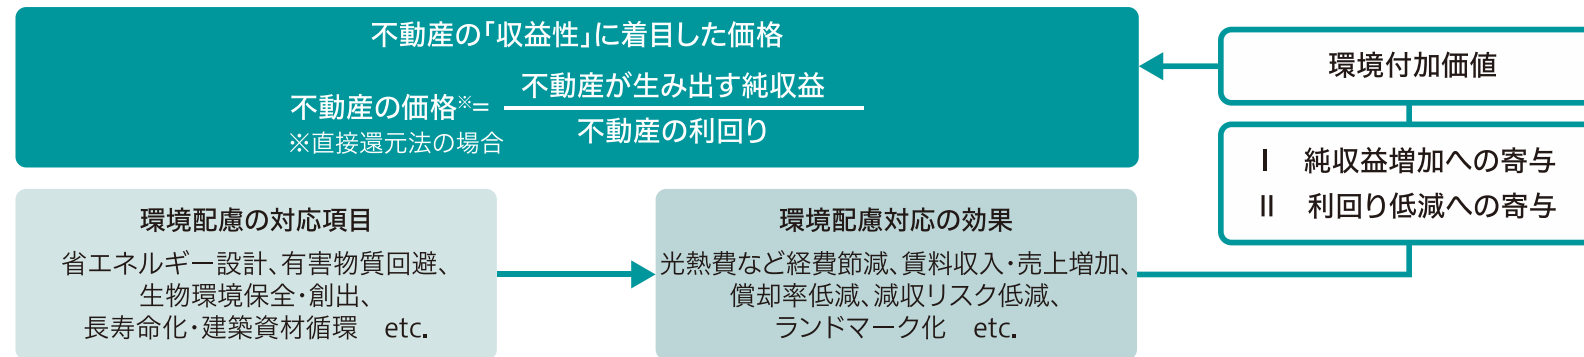 不動産の「収益性」に着目した価格
不動産の価格※=
不動産が生み出す純収益
不動産の利回り
※直接還元法の場合
環境付加価値
Ⅰ 純収益増加への寄与
Ⅱ 利回り低減への寄与
環境配慮の対応項目
省エネルギー設計、有害物質回避、
生物環境保全・創出、
長寿命化・建築資材循環 etc.
環境配慮対応の効果
光熱費など経費節減、賃料収入・売上増加、
償却率低減、減収リスク低減、
ランドマーク化 etc.